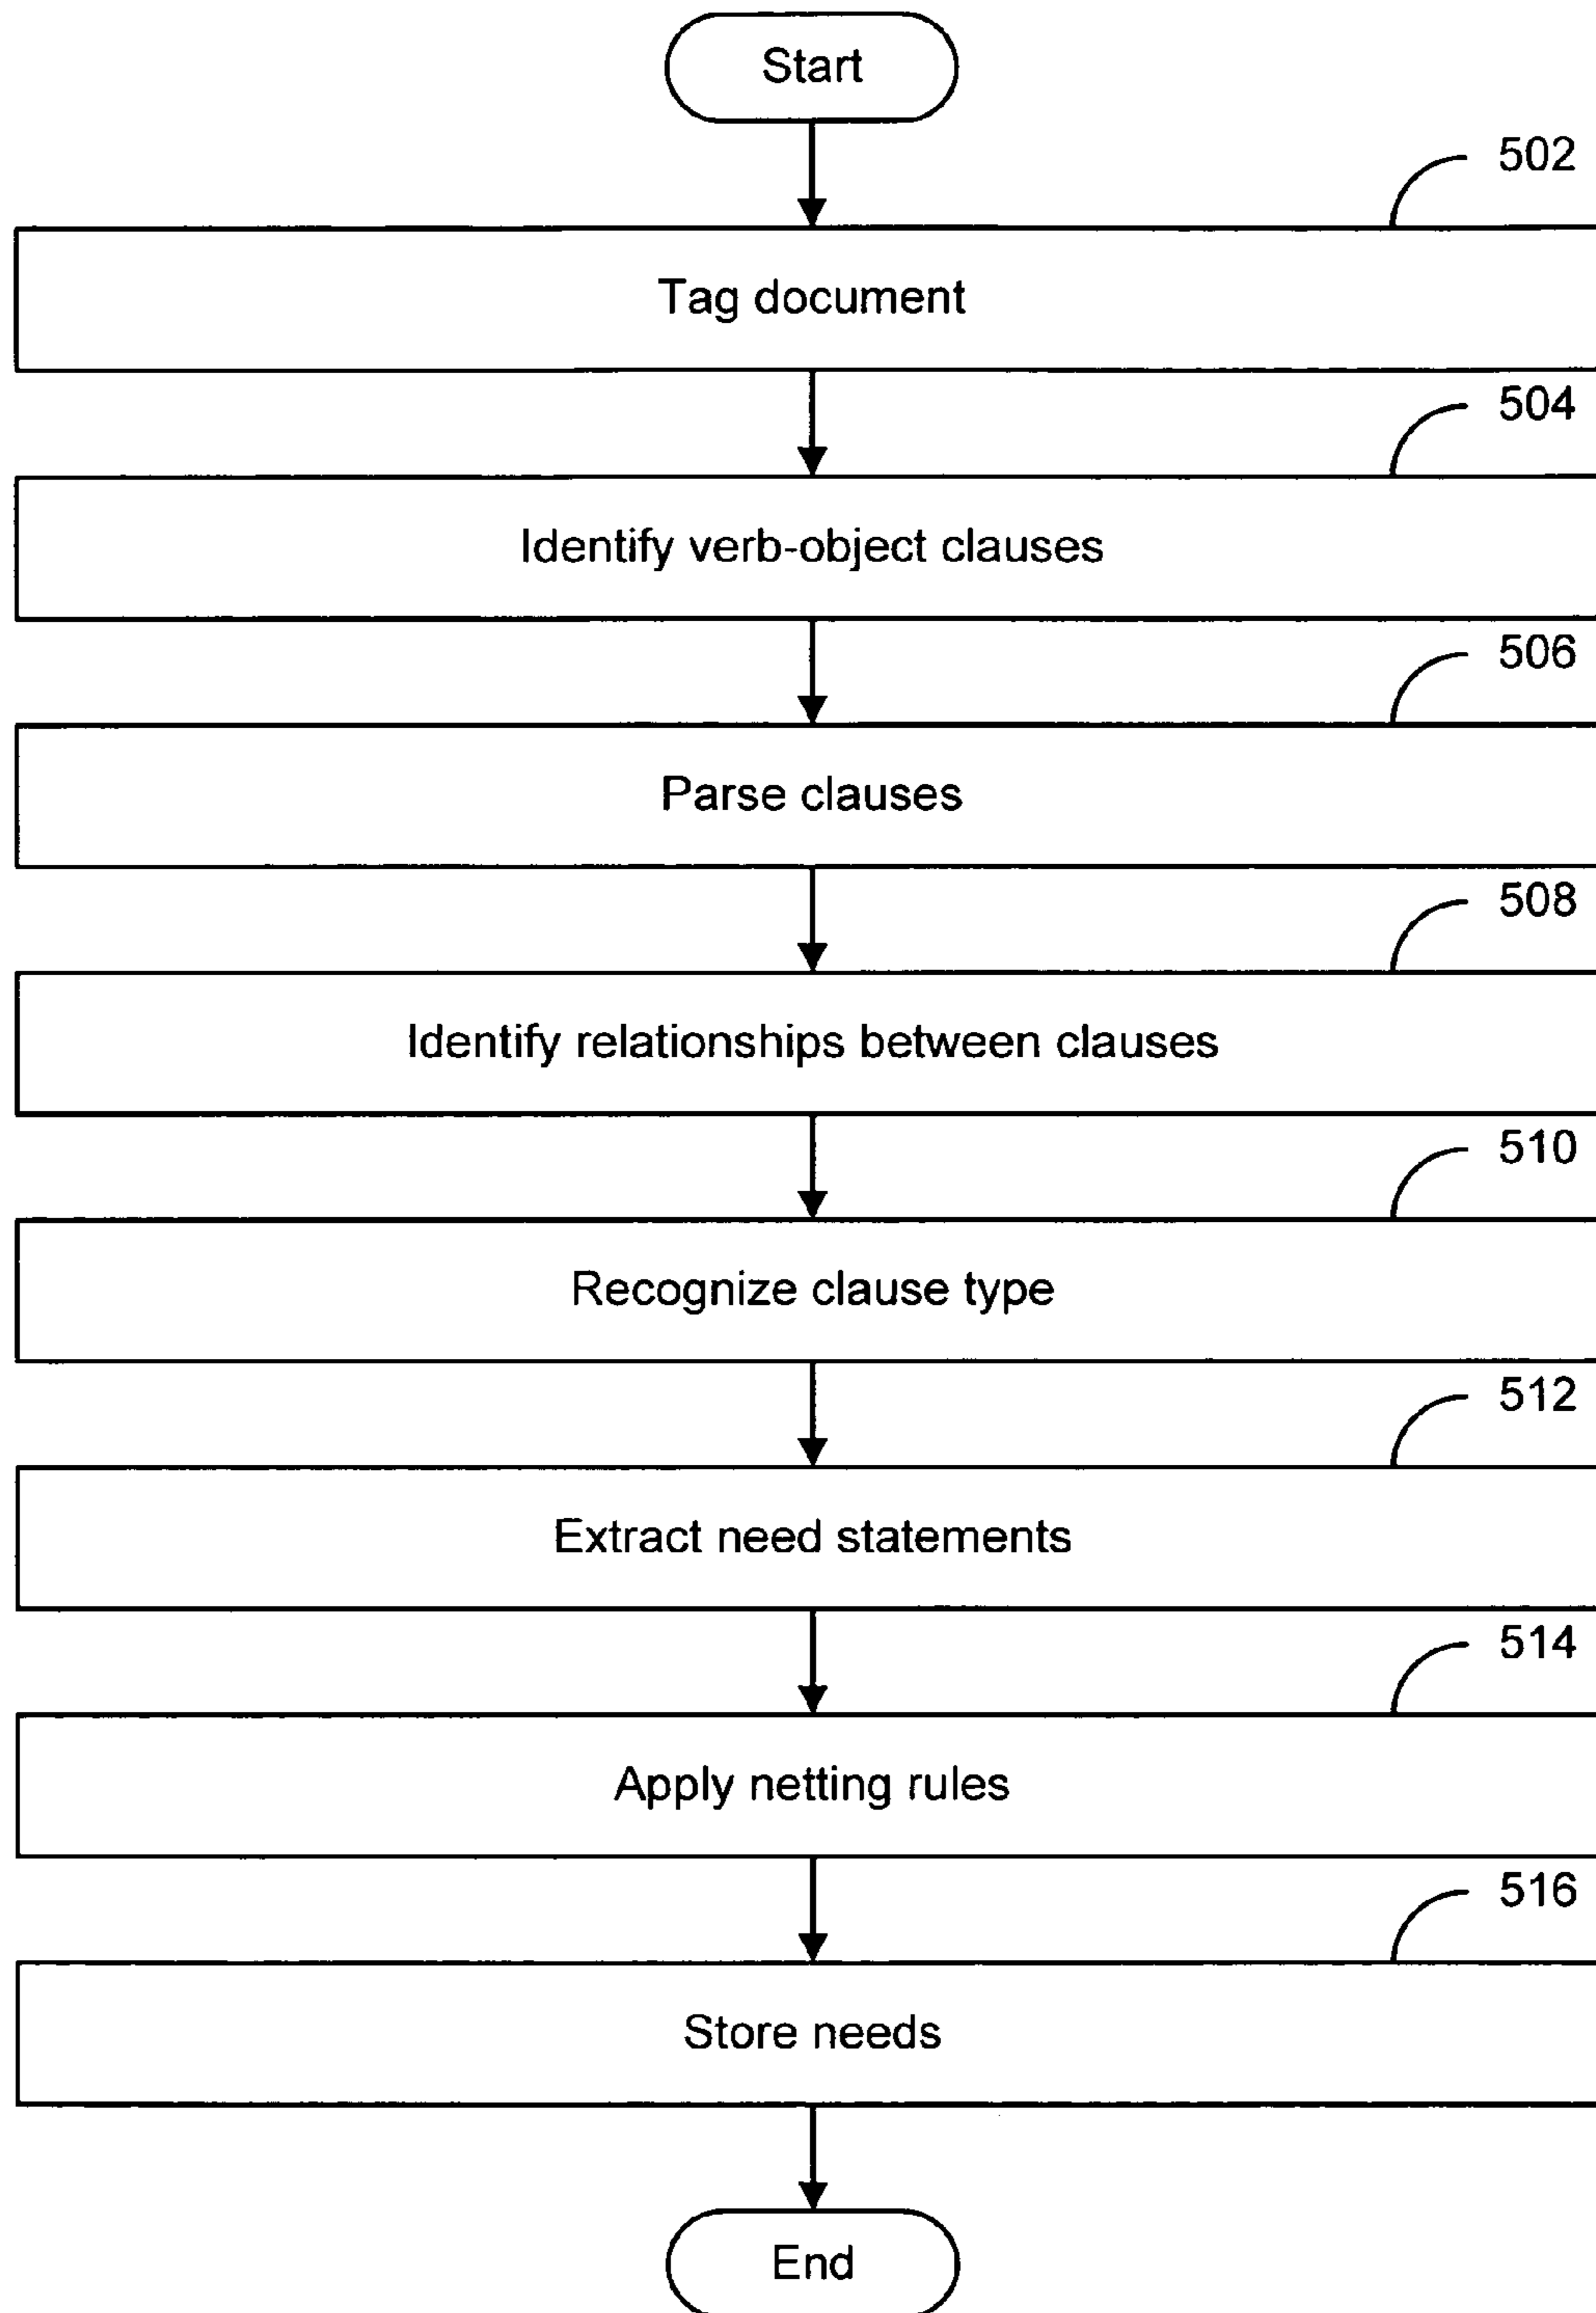 Start
502
Tag document
504
Identify verb-object clauses
506
Parse clauses
508
Identify relationships between clauses
510
Recognize clause type
512
Extract need statements
514
Apply netting rules
516
Store needs
End